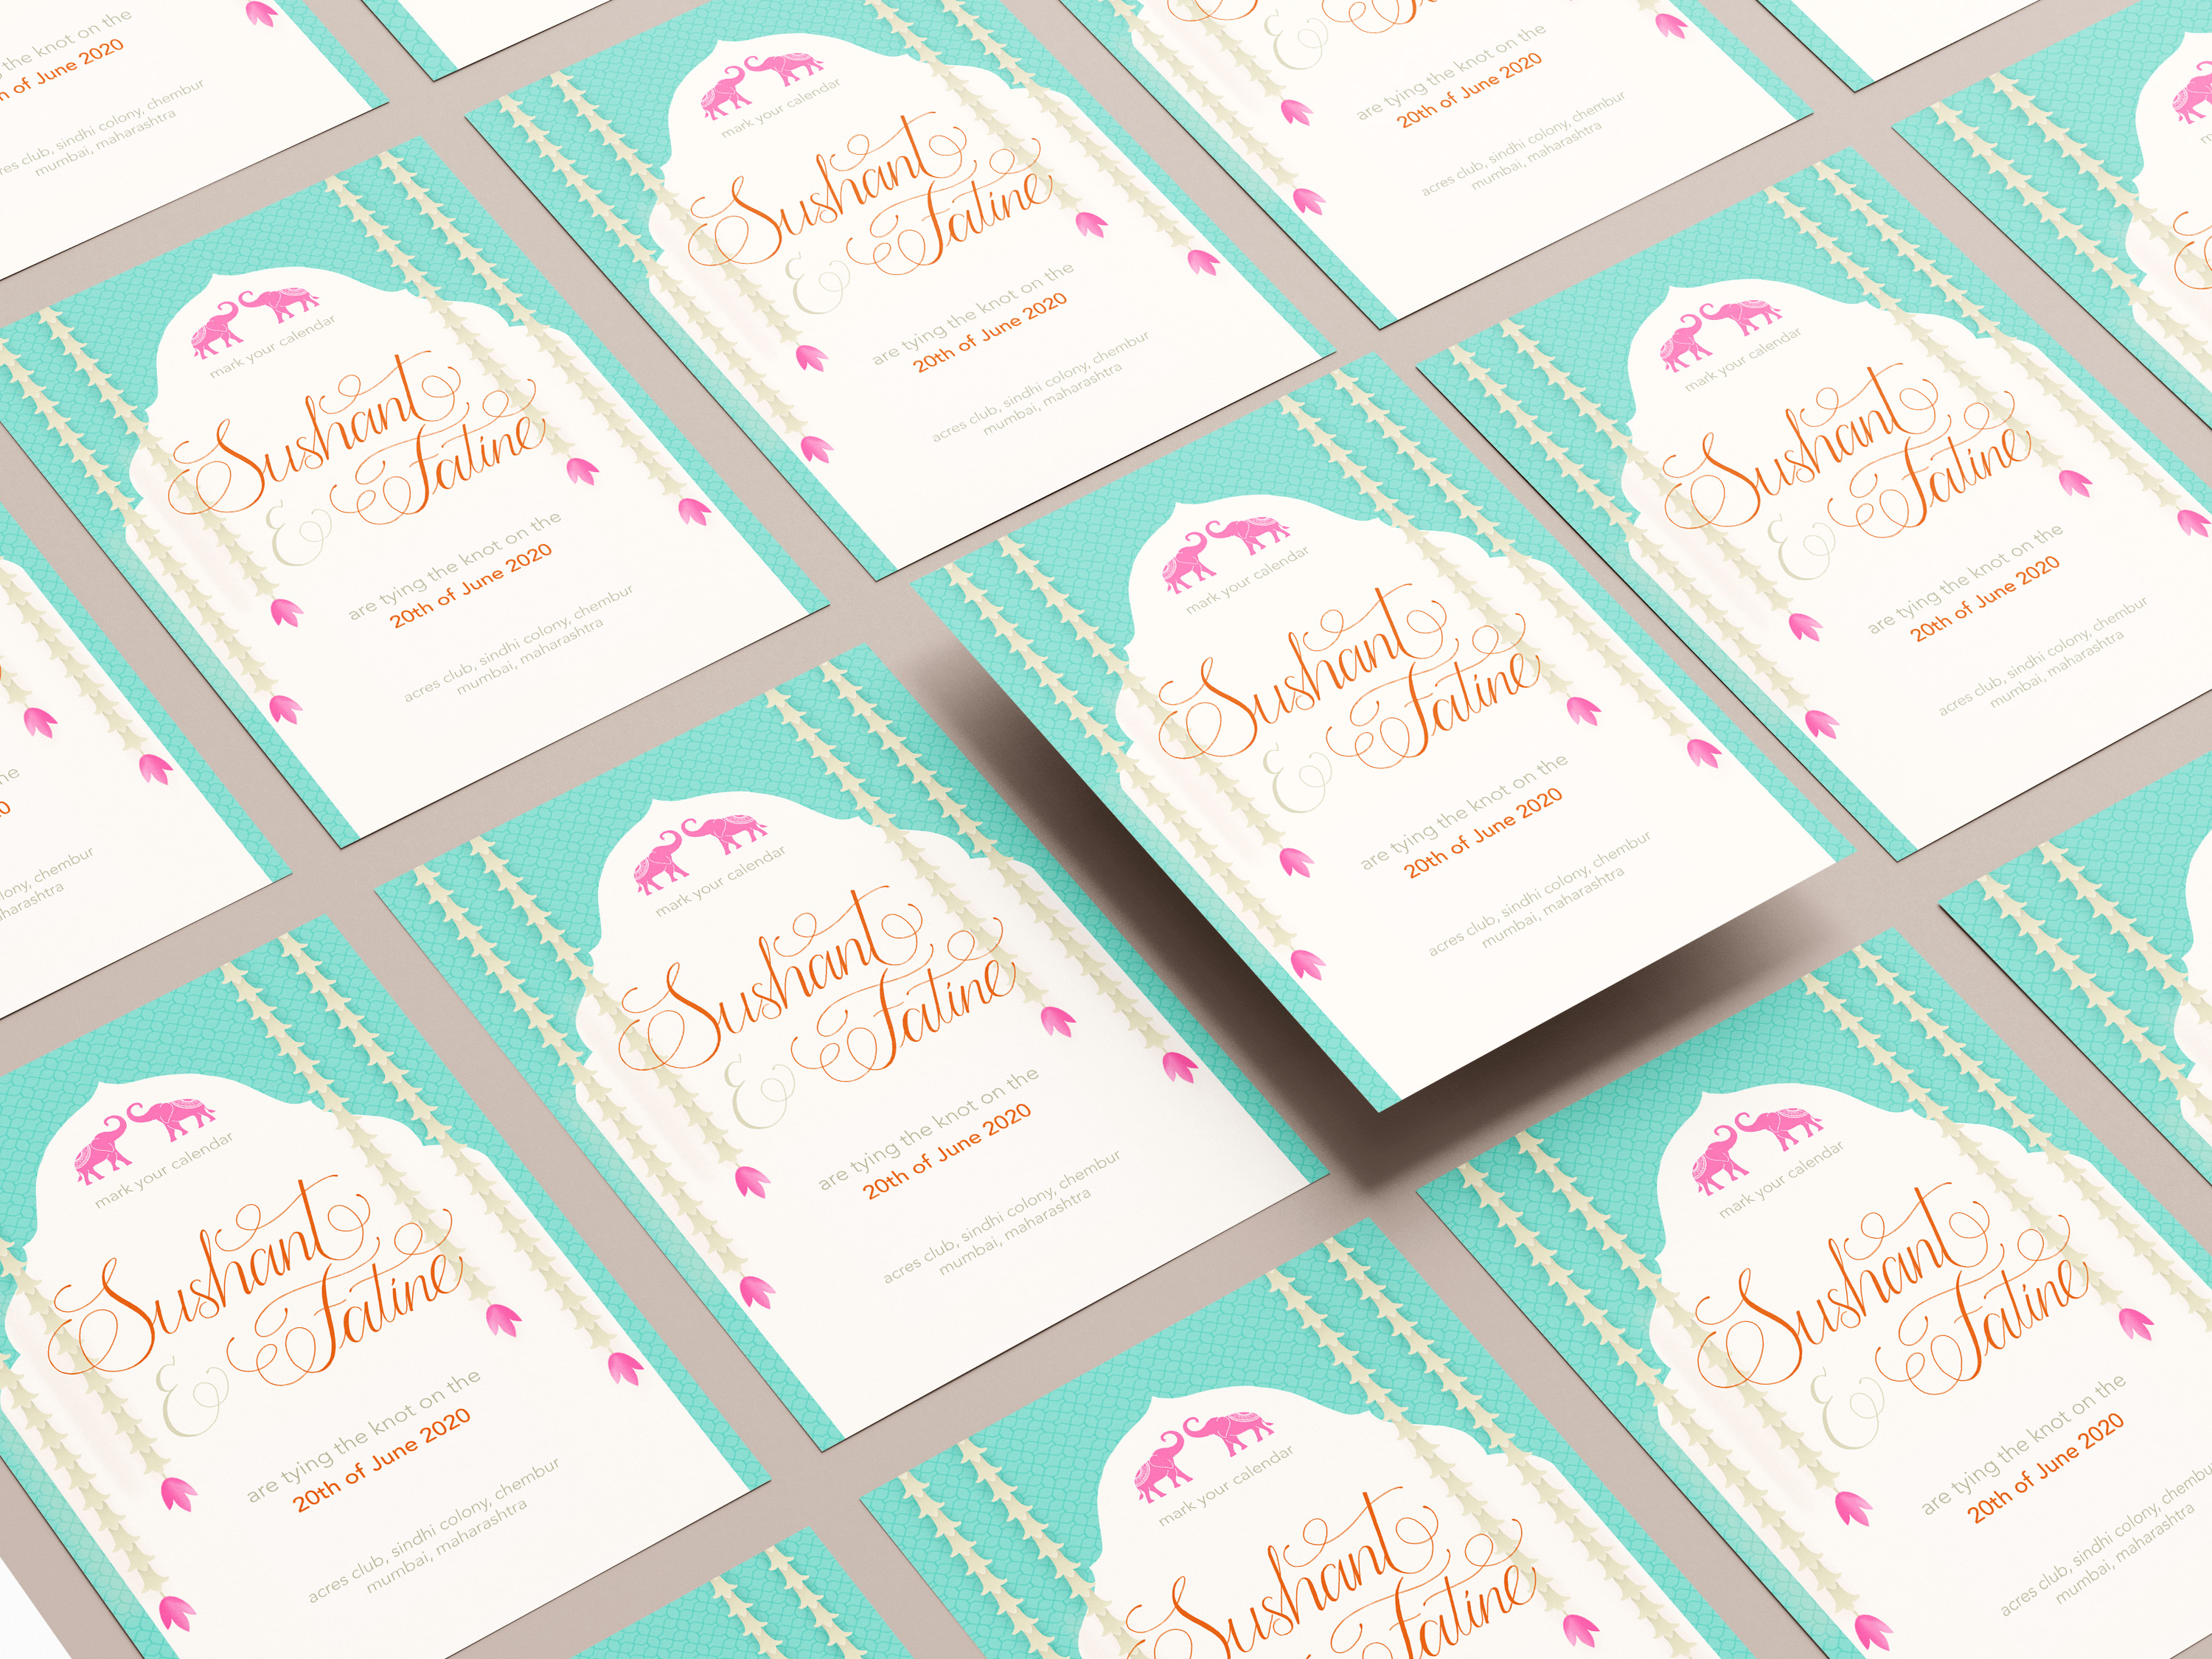 mark your calendar
Sushant
& Fatine
are tying the knot on the
20th of June 2020
acres club, sindhi colony, chembur
mumbai, maharashtra